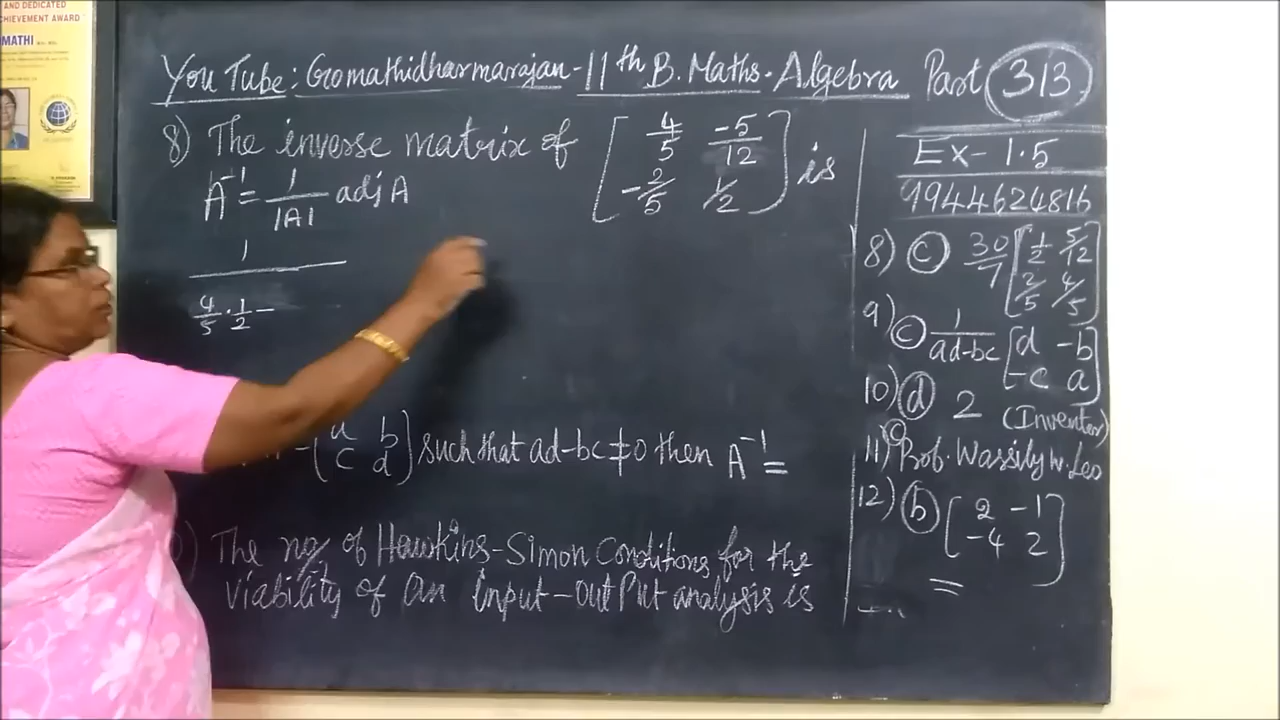 AND DEDICATED
CHIEVEMENT AWARD
MATHI
You Tube: Gomathidharmarajan - 11th B. Maths. Algebra Part 313
8) The inverse matrix of [4/5 -5/12
-2/5 1/2] is
A^-1 = 1/|A| adj A
1
4/5 . 1/2 -
(a b
c d) such that ad-bc ≠ 0 then A^-1 =
) The no. of Hawkins-Simon Conditions for the
viability of an input-out Put analysis is
Ex-1.5
9944624816
8) c 30/7 [1/2 5/12
2/5 4/5]
9) c 1/ad-bc [d -b
-c a]
10) d 2 (Inventor)
11) Prob. Wassily W. Leo
12) b [2 -1
-4 2]